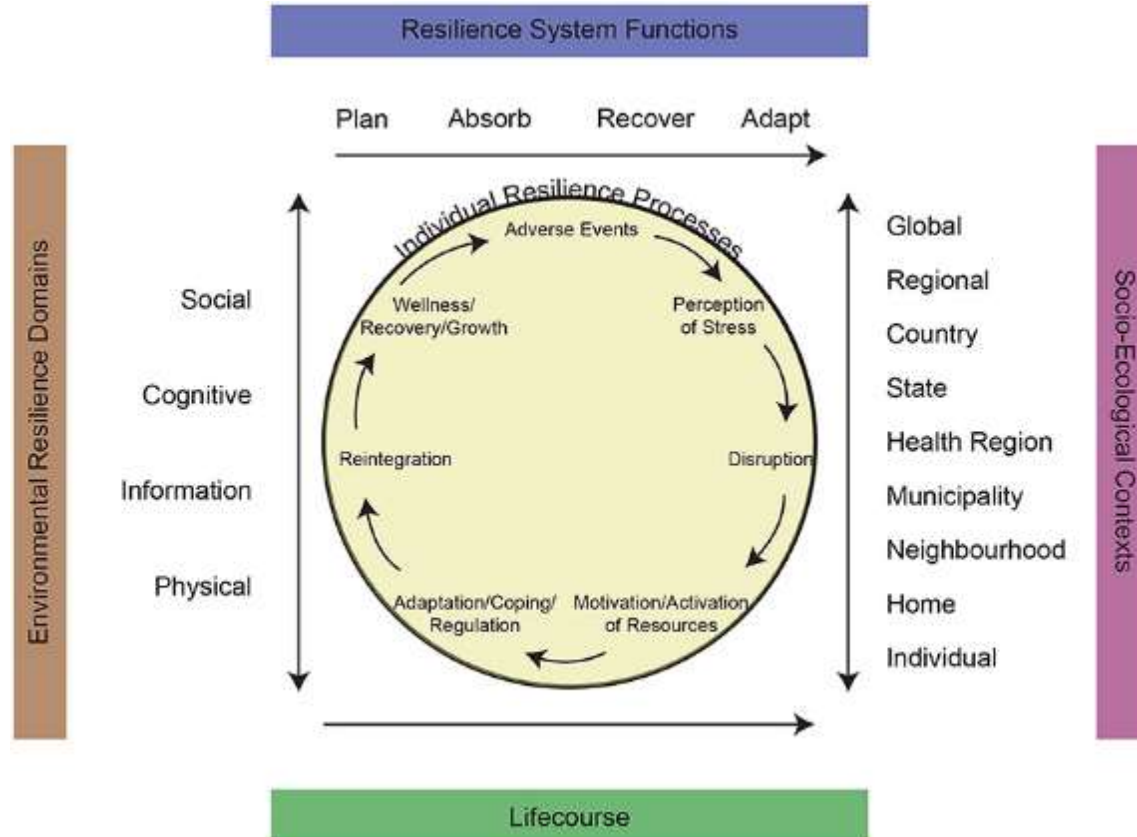 Resilience System Functions
Plan Absorb Recover Adapt
Environmental Resilience Domains
Social
Cognitive
Information
Physical
Individual Resilience Processes
Adverse Events
Perception
of Stress
Disruption
Motivation/Activation
of Resources
Adaptation/Coping/
Regulation
Reintegration
Wellness/
Recovery/Growth
Global
Regional
Country
State
Health Region
Municipality
Neighbourhood
Home
Individual
Socio-Ecological Contexts
Lifecourse